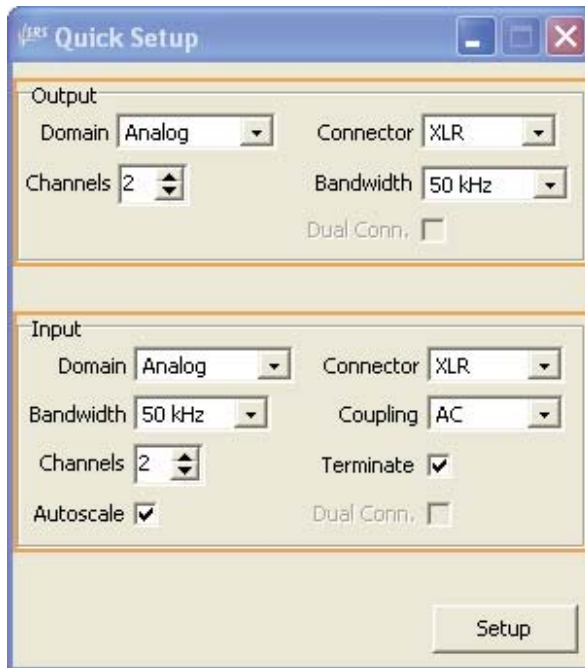 SRS Quick Setup
Output
Domain Analog Connector XLR
Channels 2 Bandwidth 50 kHz
Dual Conn.
Input
Domain Analog Connector XLR
Bandwidth 50 kHz Coupling AC
Channels 2 Terminate
Autoscale Dual Conn.
Setup